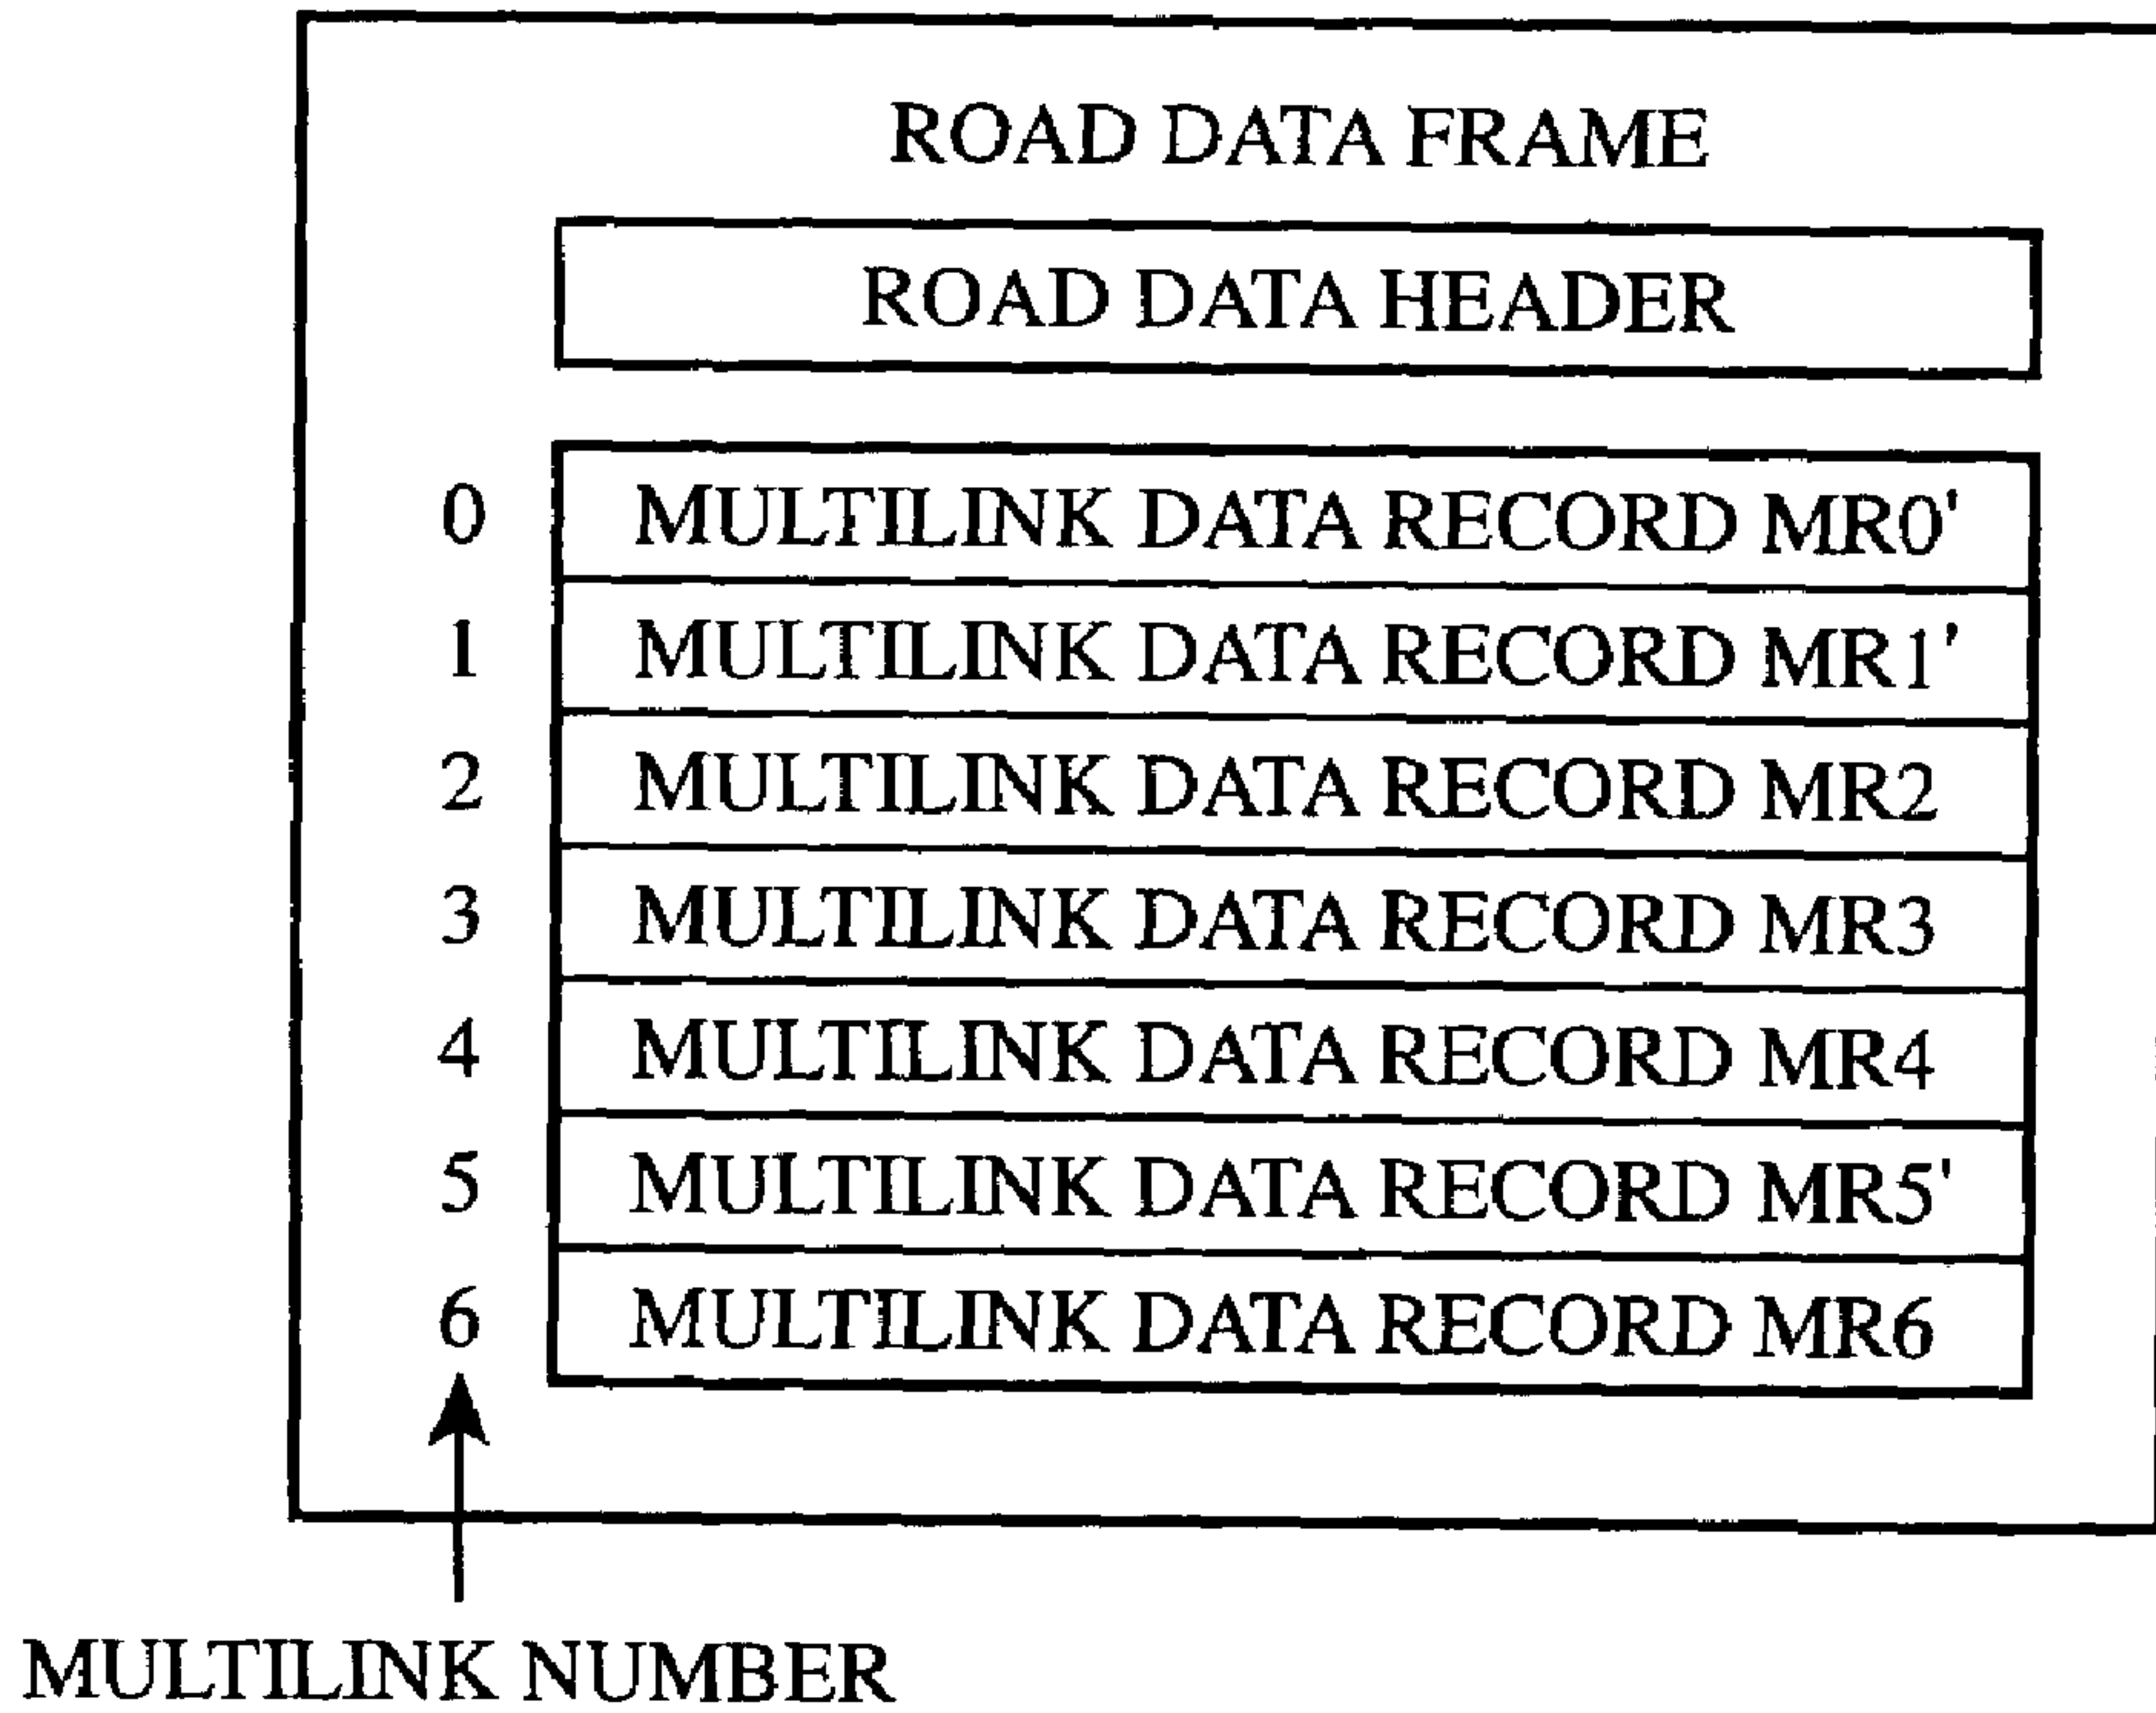 ROAD DATA FRAME
ROAD DATA HEADER
0 MULTILINK DATA RECORD MR0'
1 MULTILINK DATA RECORD MR1'
2 MULTILINK DATA RECORD MR2
3 MULTILINK DATA RECORD MR3
4 MULTILINK DATA RECORD MR4
5 MULTILINK DATA RECORD MR5'
6 MULTILINK DATA RECORD MR6
MULTILINK NUMBER